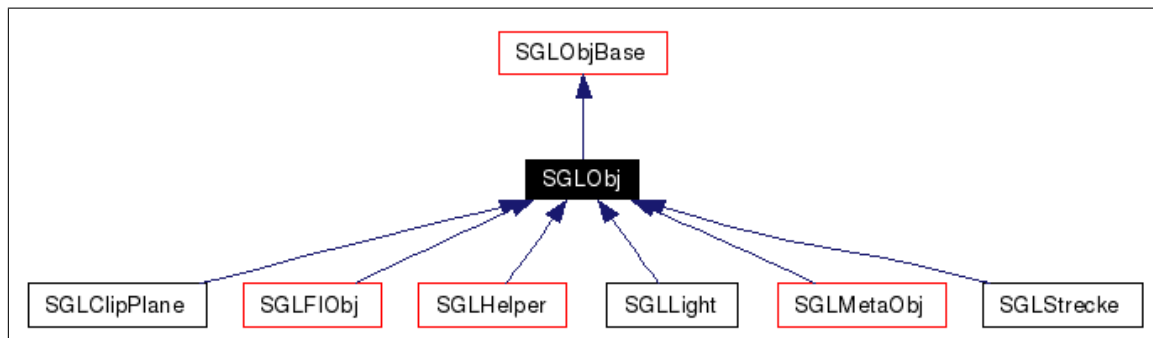 SGLObjBase
SGLObj
SGLClipPlane SGLFlObj SGLHelper SGLLight SGLMetaObj SGLStrecke